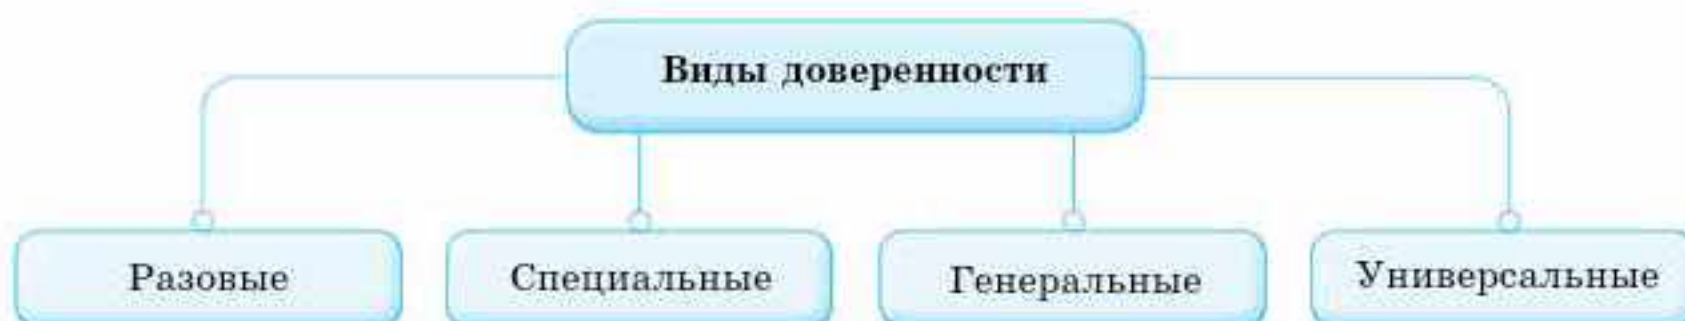 Виды доверенности
Разовые
Специальные
Генеральные
Универсальные